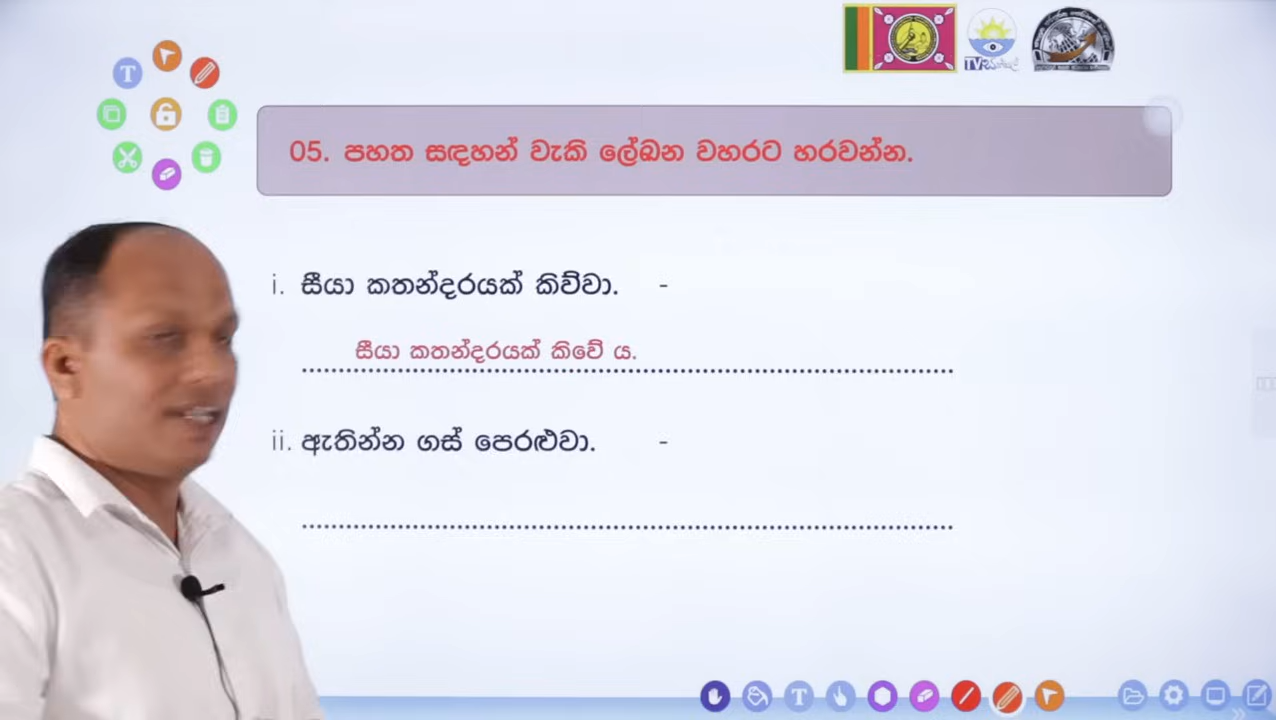 05. පහත සඳහන් වැකි ලේඛන වහරට හරවන්න.
i. සීයා කතන්දරයක් කිව්වා. -
සීයා කතන්දරයක් කිවේ ය.
ii. ඇතින්න ගස් පෙරළුවා. -